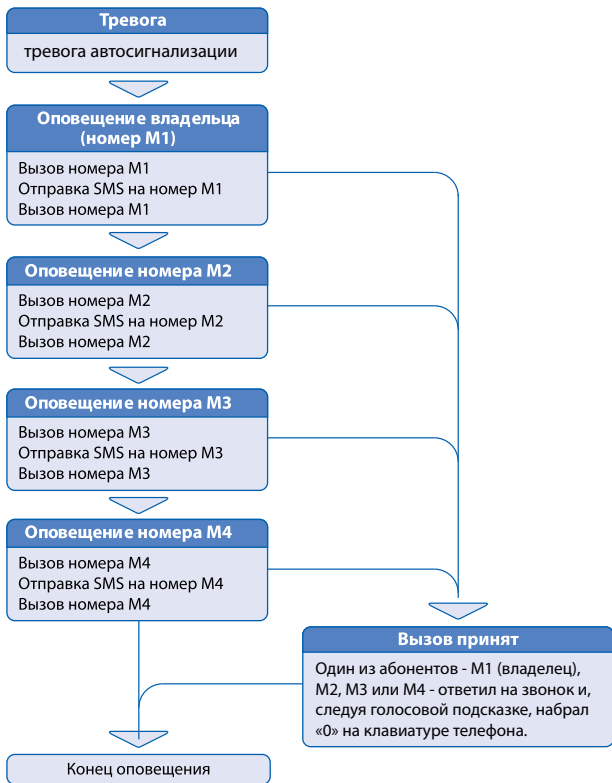 Тревога
тревога автосигнализации
Оповещение владельца
(номер М1)
Вызов номера М1
Отправка SMS на номер М1
Вызов номера М1
Оповещение номера М2
Вызов номера М2
Отправка SMS на номер М2
Вызов номера М2
Оповещение номера М3
Вызов номера М3
Отправка SMS на номер М3
Вызов номера М3
Оповещение номера М4
Вызов номера М4
Отправка SMS на номер М4
Вызов номера М4
Вызов принят
Один из абонентов - М1 (владелец),
М2, М3 или М4 - ответил на звонок и,
следуя голосовой подсказке, набрал
«0» на клавиатуре телефона.
Конец оповещения